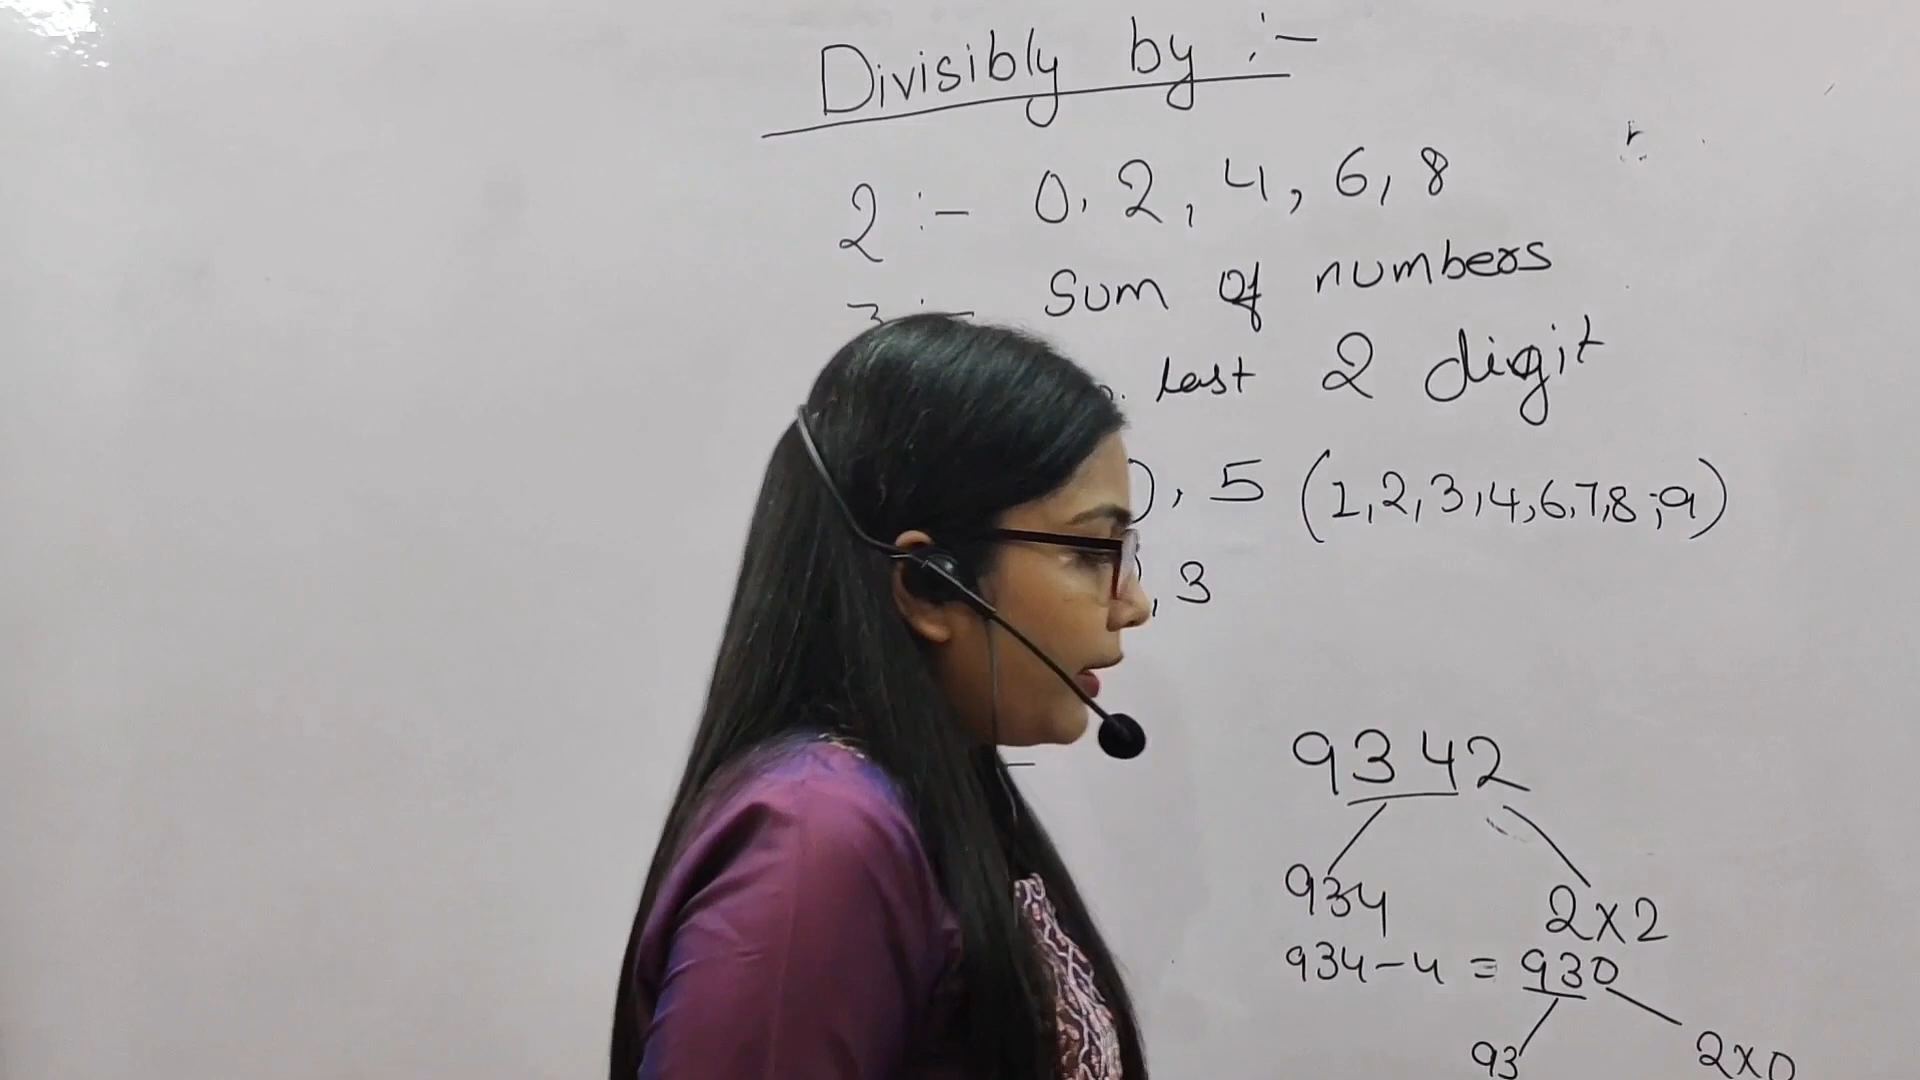 Divisibly by :-
2 :- 0, 2, 4, 6, 8
3 :- Sum of numbers
last 2 digit
), 5 (1,2,3,4,6,7,8,9)
, 3
9342
934 2x2
934-4 = 930
93 2x0